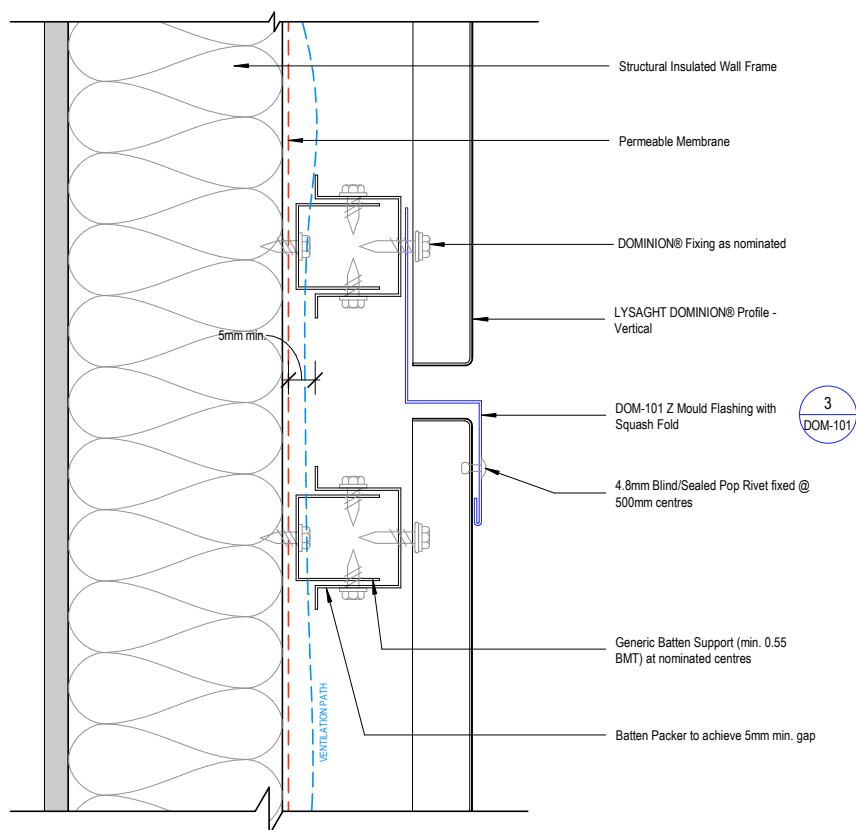 Structural Insulated Wall Frame
Permeable Membrane
DOMINION® Fixing as nominated
LYSAGHT DOMINION® Profile -
Vertical
5mm min.
DOM-101 Z Mould Flashing with
Squash Fold
3
DOM-101
4.8mm Blind/Sealed Pop Rivet fixed @
500mm centres
Generic Batten Support (min. 0.55
BMT) at nominated centres
VENTILATION PATH
Batten Packer to achieve 5mm min. gap